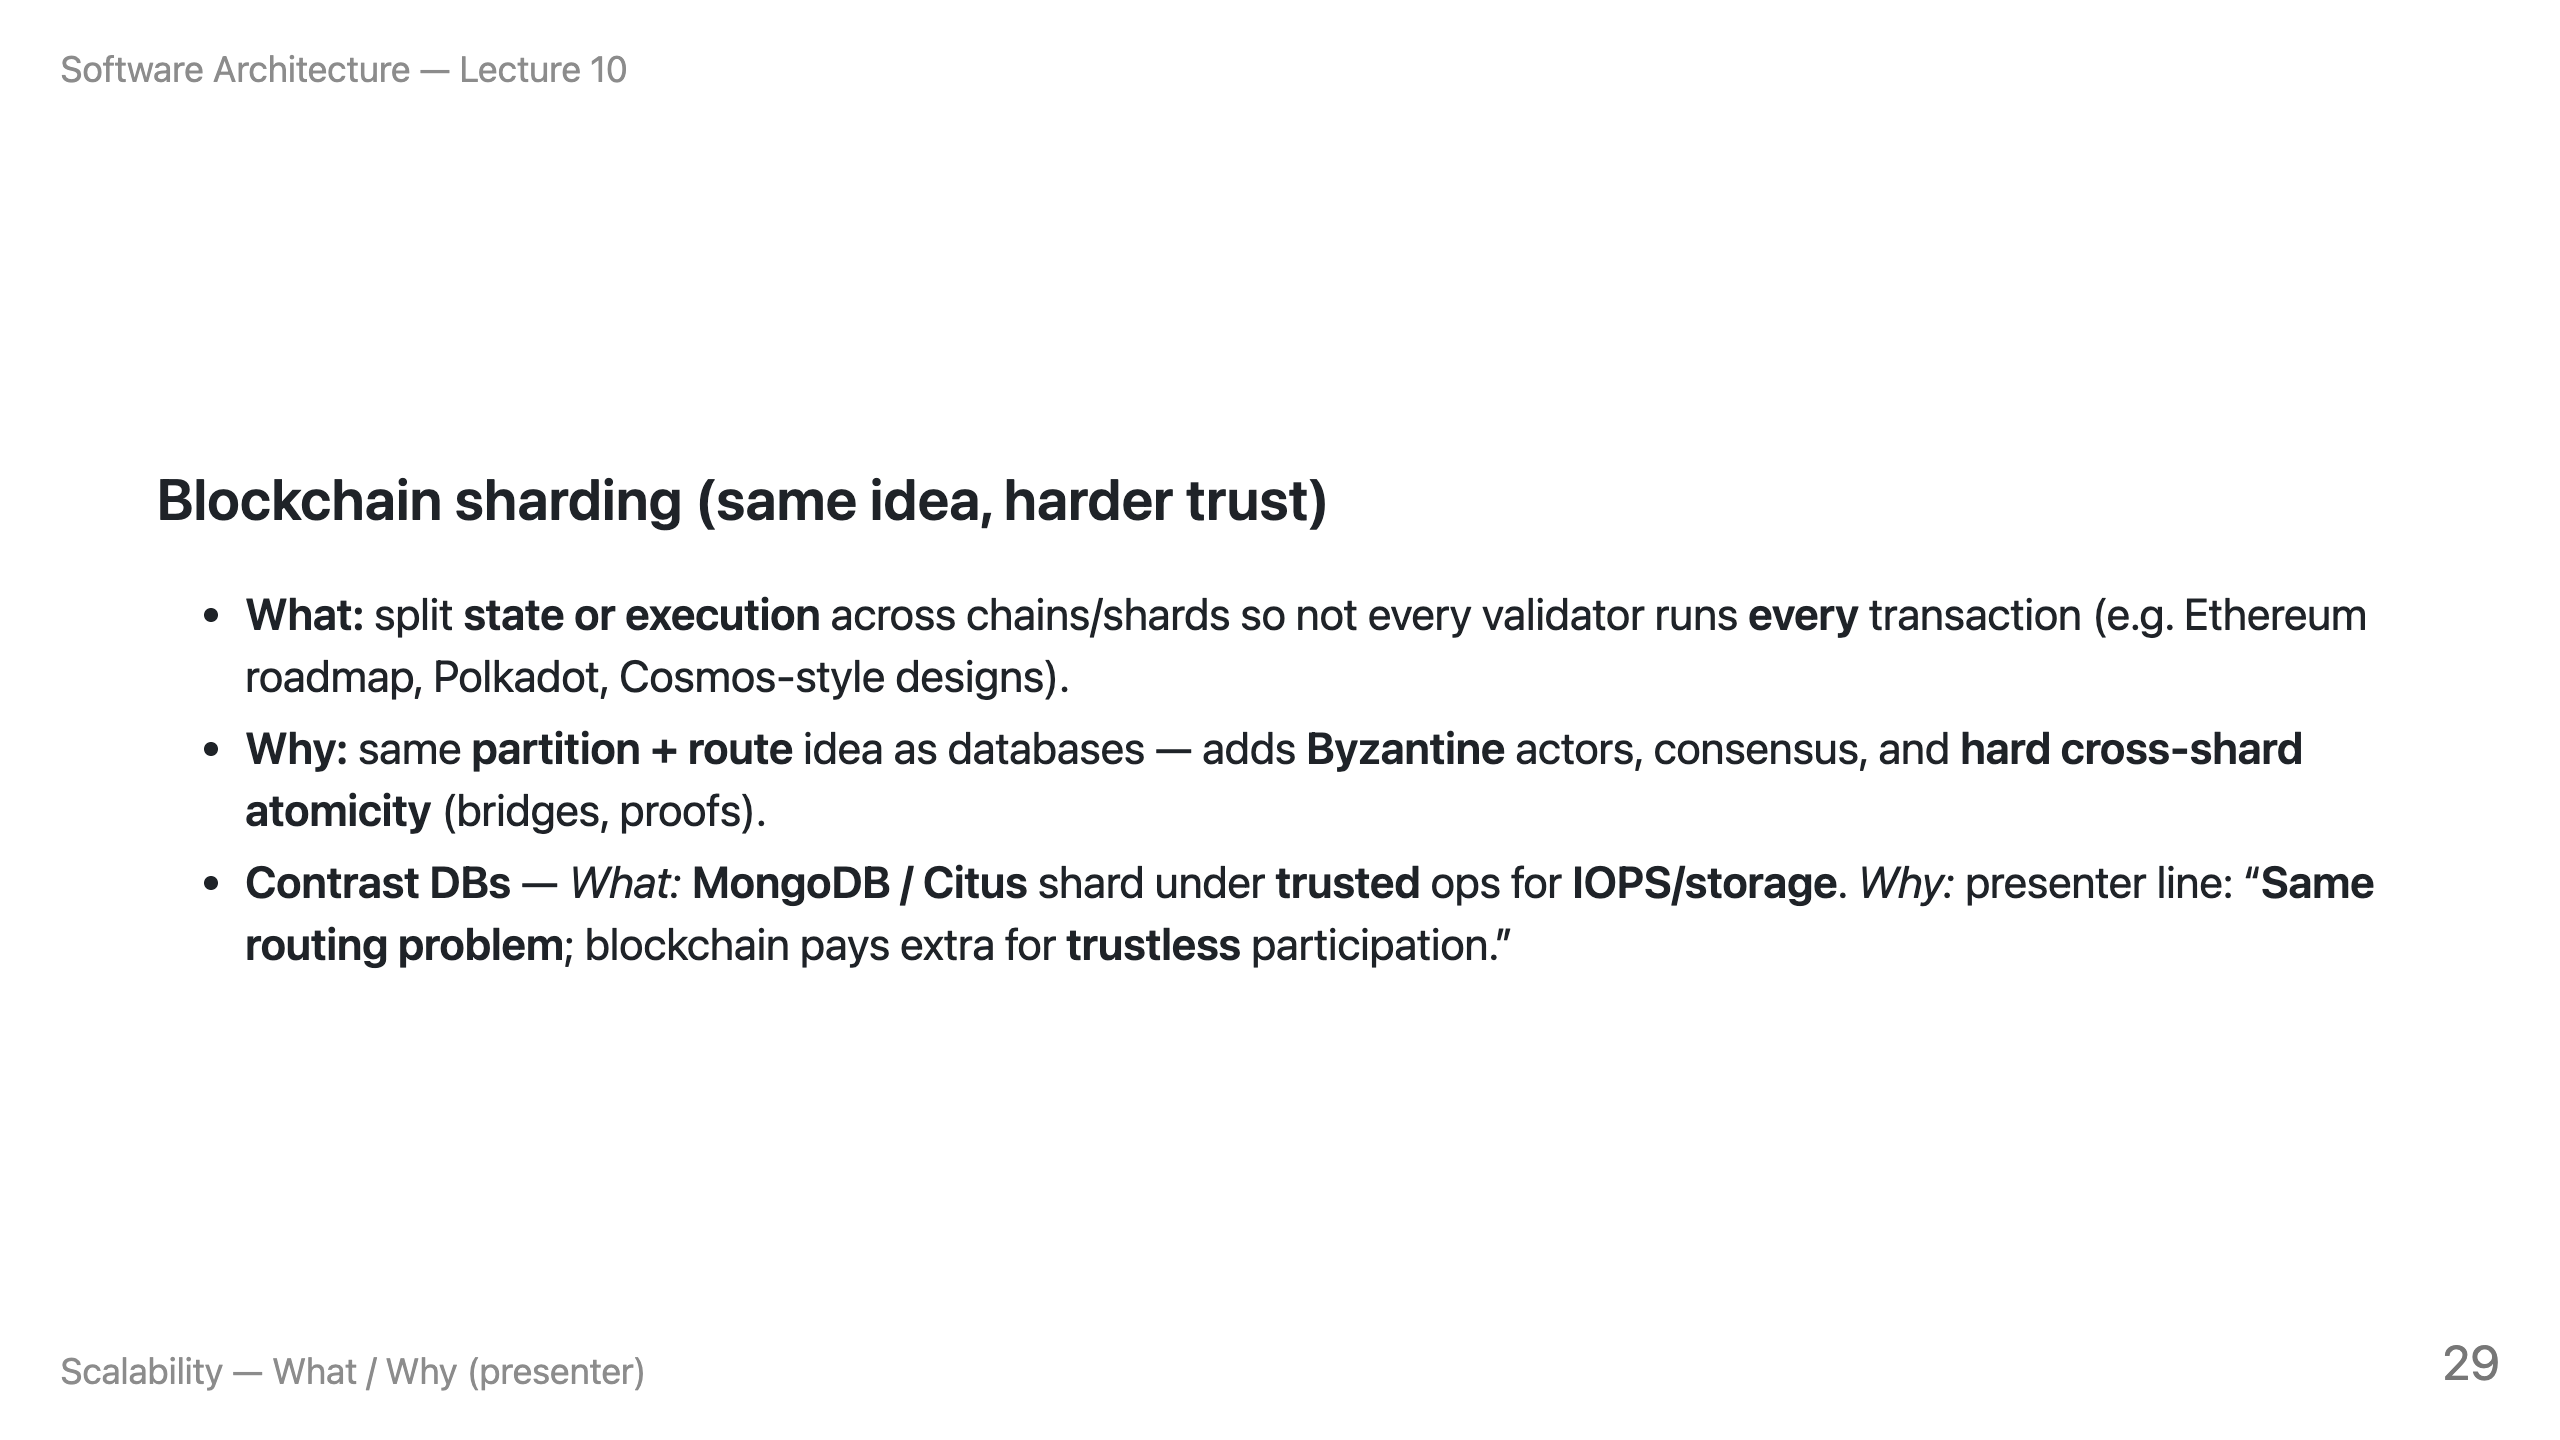 Software Architecture — Lecture 10
Blockchain sharding (same idea, harder trust)
• What: split state or execution across chains/shards so not every validator runs every transaction (e.g. Ethereum
roadmap, Polkadot, Cosmos-style designs).
• Why: same partition + route idea as databases — adds Byzantine actors, consensus, and hard cross-shard
atomicity (bridges, proofs).
• Contrast DBs — What: MongoDB / Citus shard under trusted ops for IOPS/storage. Why: presenter line: “Same
routing problem; blockchain pays extra for trustless participation.”
Scalability — What / Why (presenter)
29